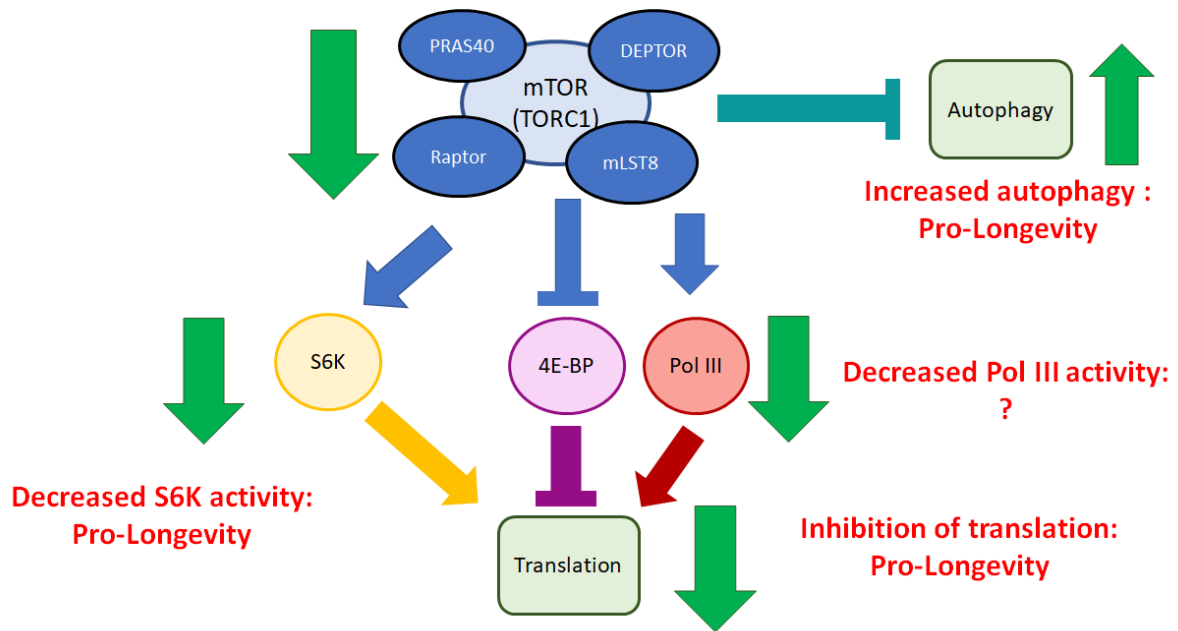 PRAS40
DEPTOR
mTOR
(TORC1)
Raptor
mLST8
Autophagy
Increased autophagy :
Pro-Longevity
S6K
4E-BP
Pol III
Decreased Pol III activity:
?
Decreased S6K activity:
Pro-Longevity
Translation
Inhibition of translation:
Pro-Longevity